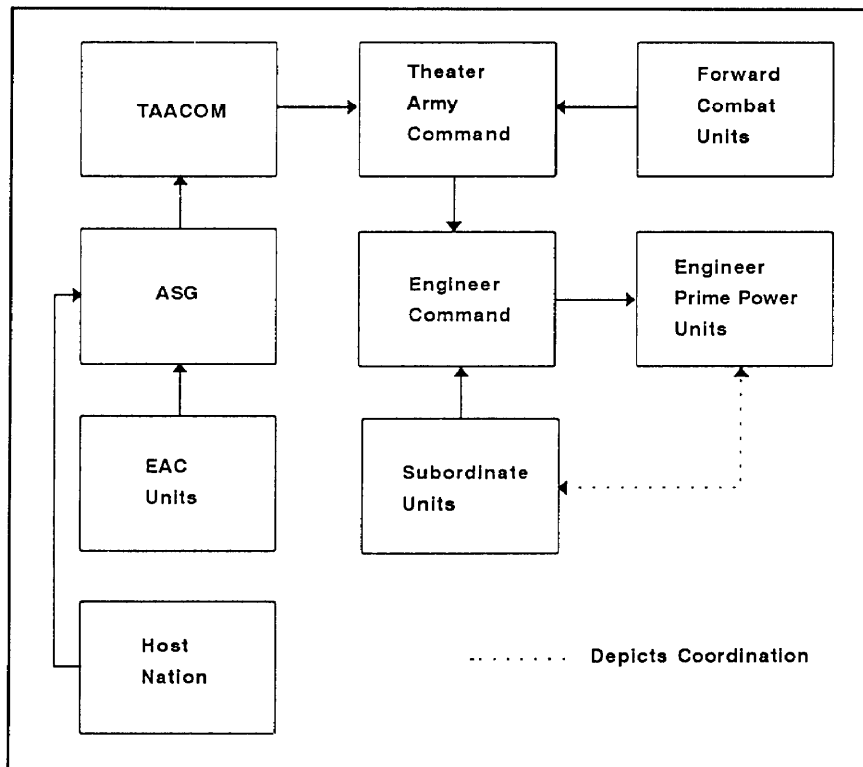 TAACOM
Theater
Army
Command
Forward
Combat
Units
ASG
Engineer
Command
Engineer
Prime Power
Units
EAC
Units
Subordinate
Units
Host
Nation
Depicts Coordination